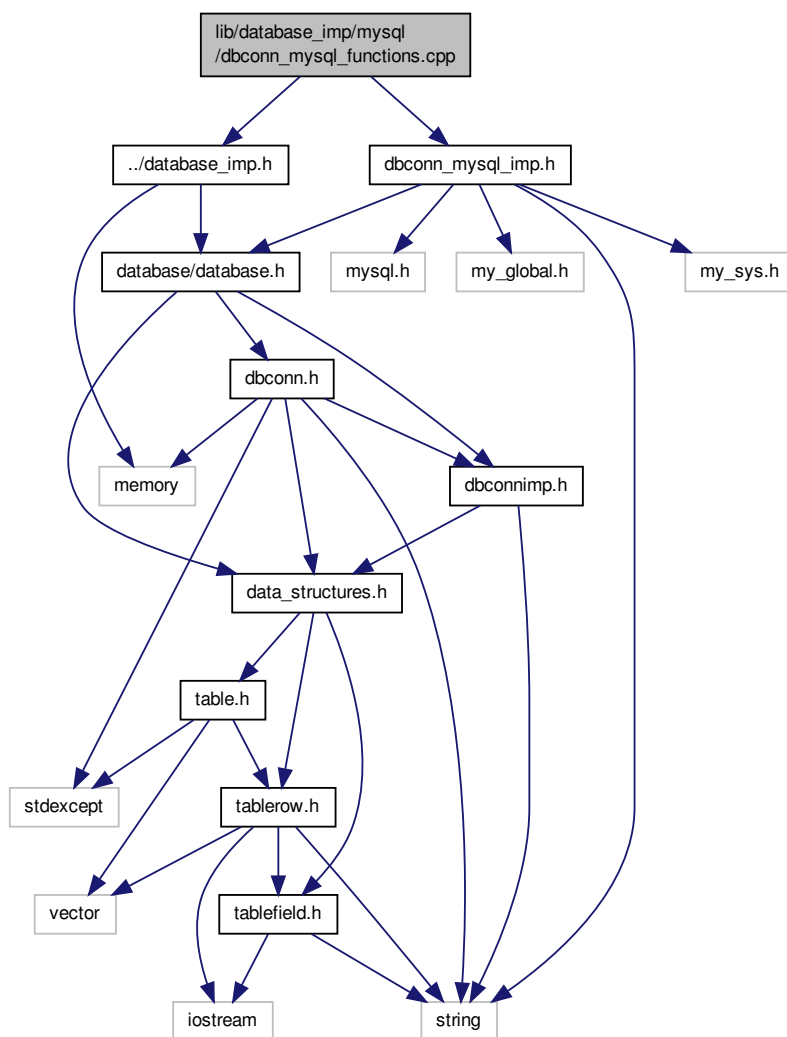 lib/database_imp/mysql
/dbconn_mysql_functions.cpp
../database_imp.h
dbconn_mysql_imp.h
database/database.h
mysql.h
my_global.h
my_sys.h
dbconn.h
memory
dbconnimp.h
data_structures.h
table.h
stdexcept
tablerow.h
vector
tablefield.h
iostream
string